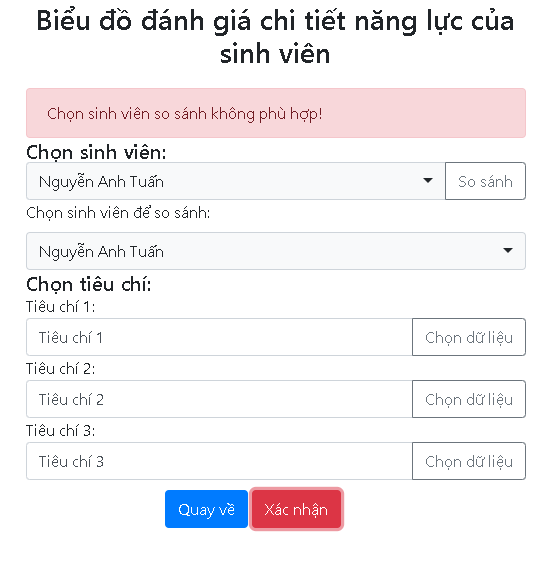 Biểu đồ đánh giá chi tiết năng lực của
sinh viên
Chọn sinh viên so sánh không phù hợp!
Chọn sinh viên:
Nguyễn Anh Tuấn
So sánh
Chọn sinh viên để so sánh:
Nguyễn Anh Tuấn
Chọn tiêu chí:
Tiêu chí 1:
Tiêu chí 1
Chọn dữ liệu
Tiêu chí 2:
Tiêu chí 2
Chọn dữ liệu
Tiêu chí 3:
Tiêu chí 3
Chọn dữ liệu
Quay về
Xác nhận